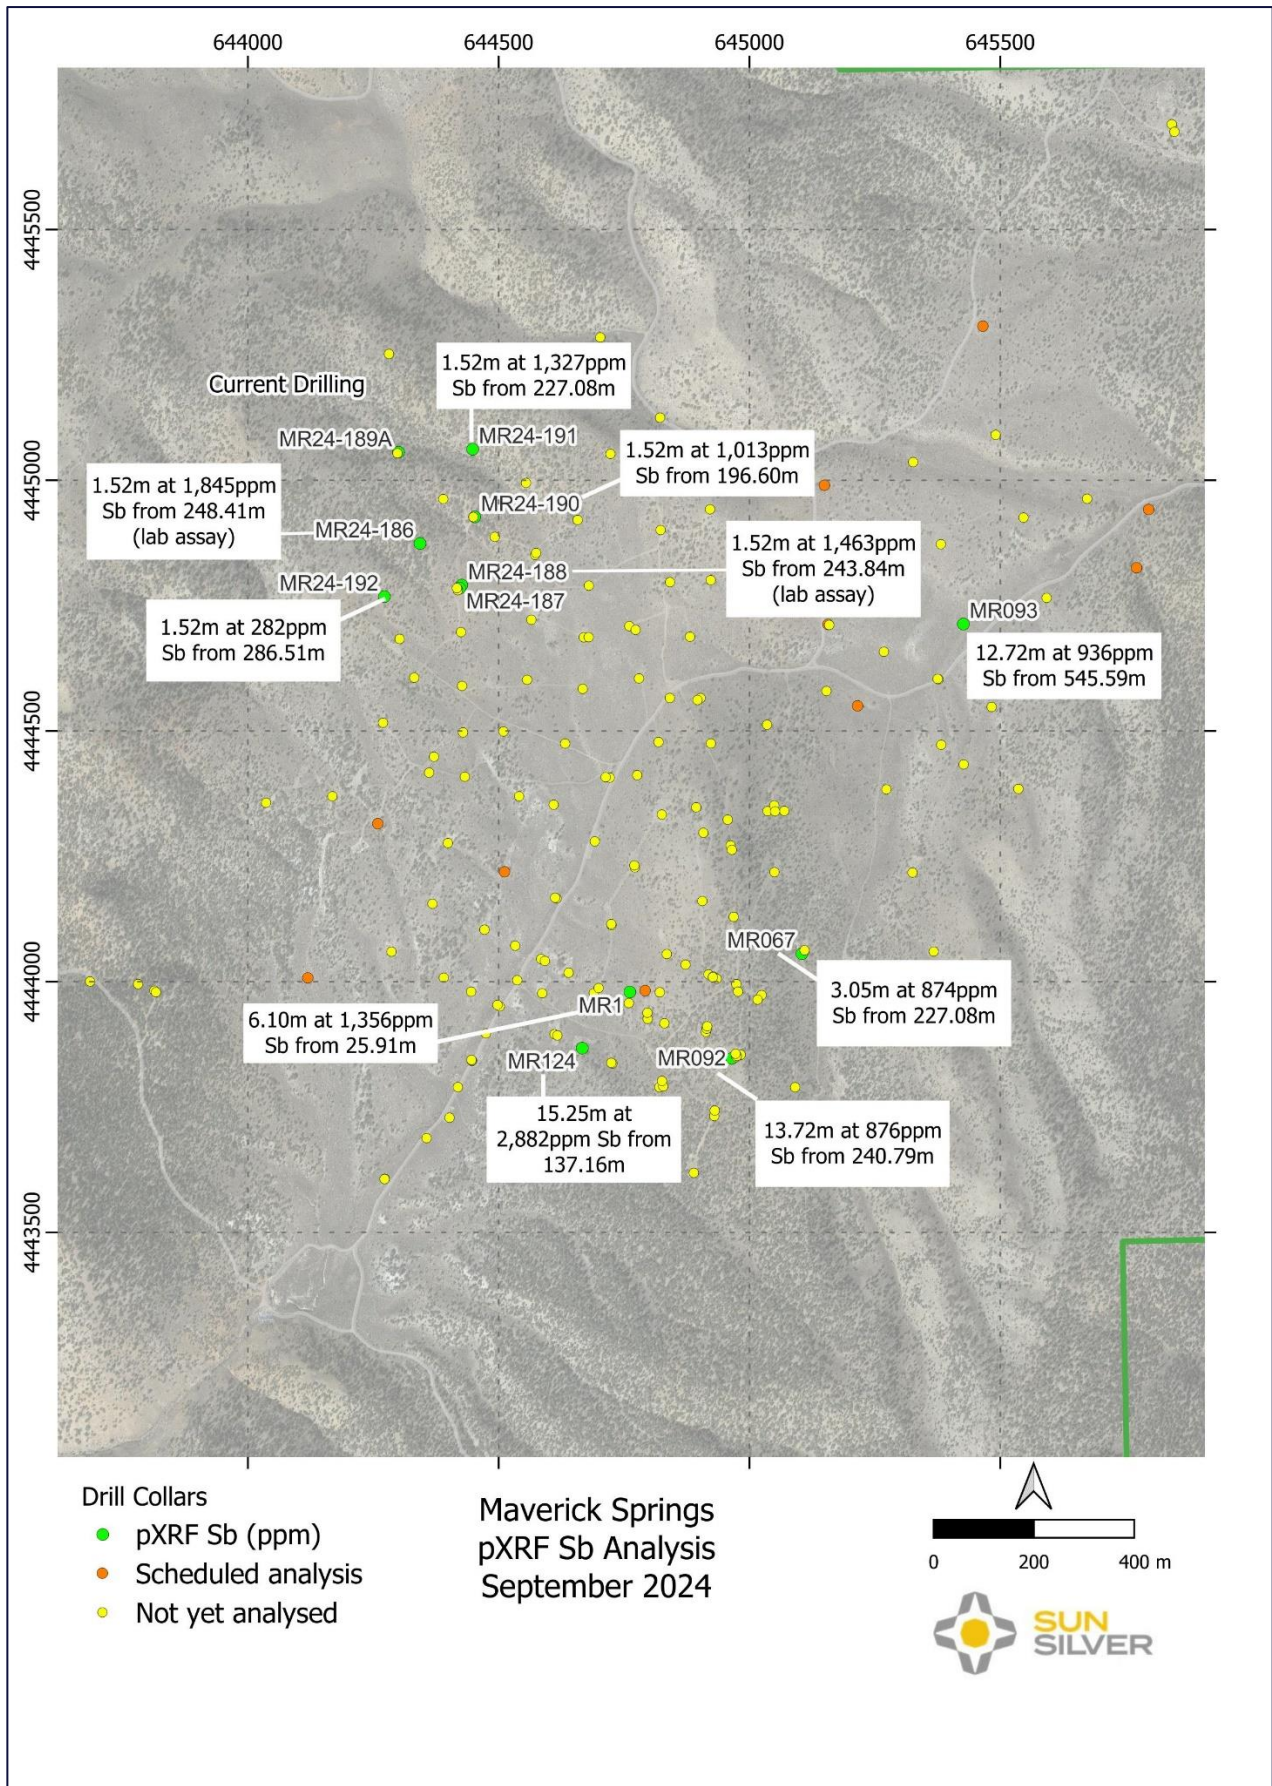 644000
644500
645000
645500
4445500
4445000
4444500
4444000
4443500
Current Drilling
1.52m at 1,327ppm
Sb from 227.08m
MR24-189A
MR24-191
1.52m at 1,013ppm
Sb from 196.60m
1.52m at 1,845ppm
Sb from 248.41m
(lab assay)
MR24-190
MR24-186
1.52m at 1,463ppm
Sb from 243.84m
(lab assay)
MR24-188
MR24-192
MR24-187
MR093
1.52m at 282ppm
Sb from 286.51m
12.72m at 936ppm
Sb from 545.59m
MR067
3.05m at 874ppm
Sb from 227.08m
MR1
6.10m at 1,356ppm
Sb from 25.91m
MR124
MR092
15.25m at
2,882ppm Sb from
137.16m
13.72m at 876ppm
Sb from 240.79m
Drill Collars
pXRF Sb (ppm)
Scheduled analysis
Not yet analysed
Maverick Springs
pXRF Sb Analysis
September 2024
0 200 400 m
SUN
SILVER